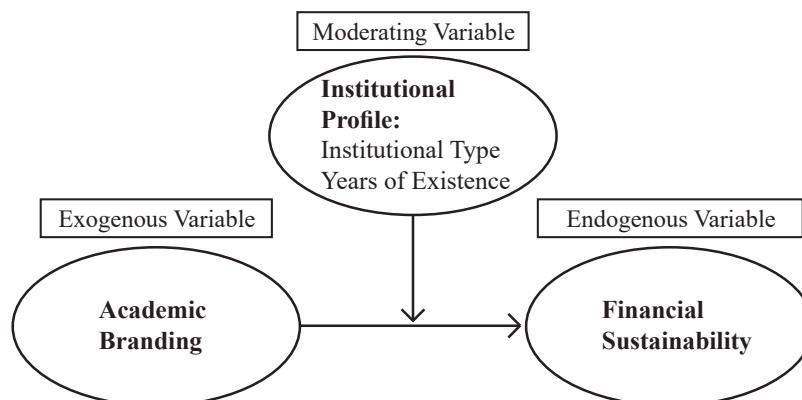 Moderating Variable
Institutional
Profile:
Institutional Type
Years of Existence
Exogenous Variable
Endogenous Variable
Academic
Branding
Financial
Sustainability